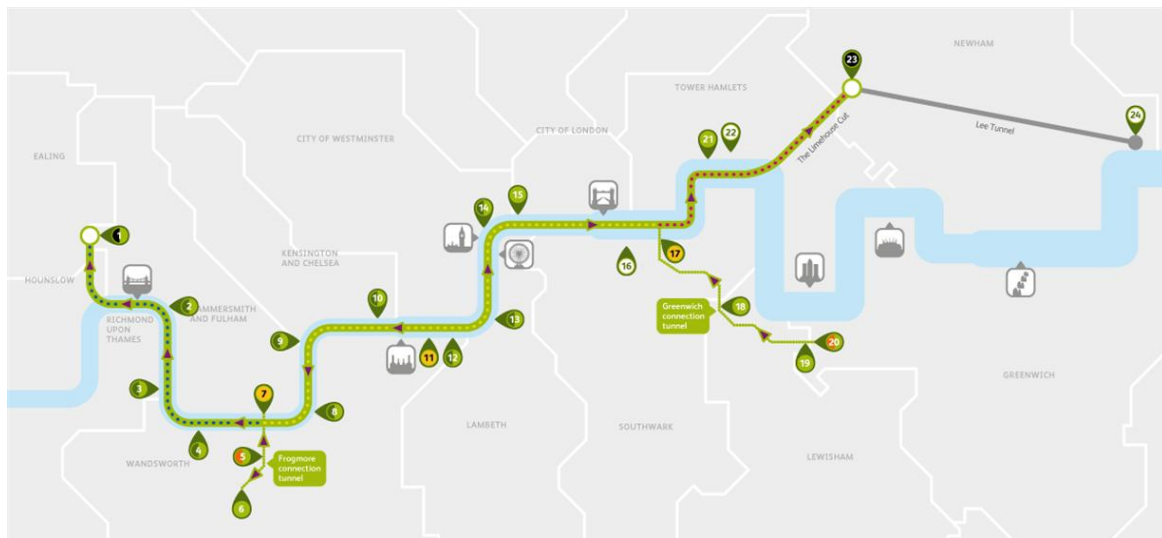 NEWHAM
23
TOWER HAMLETS
24
CITY OF LONDON
Lee Tunnel
CITY OF WESTMINSTER
21
22
The Limehouse Cut
EALING
15
14
1
16
17
KENSINGTON
AND CHELSEA
HOUNSLOW
10
2
HAMMERSMITH
AND FULHAM
RICHMOND
UPON
THAMES
13
18
Greenwich
connection
tunnel
9
11
12
19
20
3
GREENWICH
7
8
4
LAMBETH
SOUTHWARK
5
WANDSWORTH
Frogmore
connection
tunnel
LEWISHAM
6